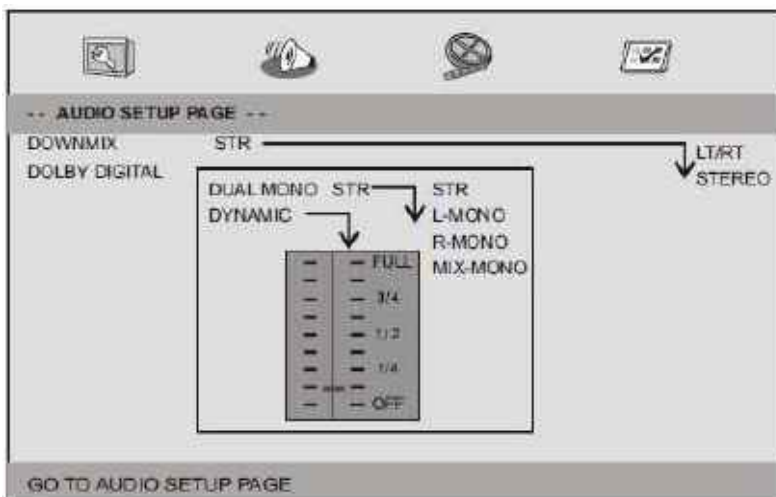 -- AUDIO SETUP PAGE --
DOWNMIX STR LT/RT
STEREO
DOLBY DIGITAL
DUAL MONO STR STR
DYNAMIC L-MONO
R-MONO
FULL MIX-MONO
3/4
1/2
1/4
OFF
GO TO AUDIO SETUP PAGE